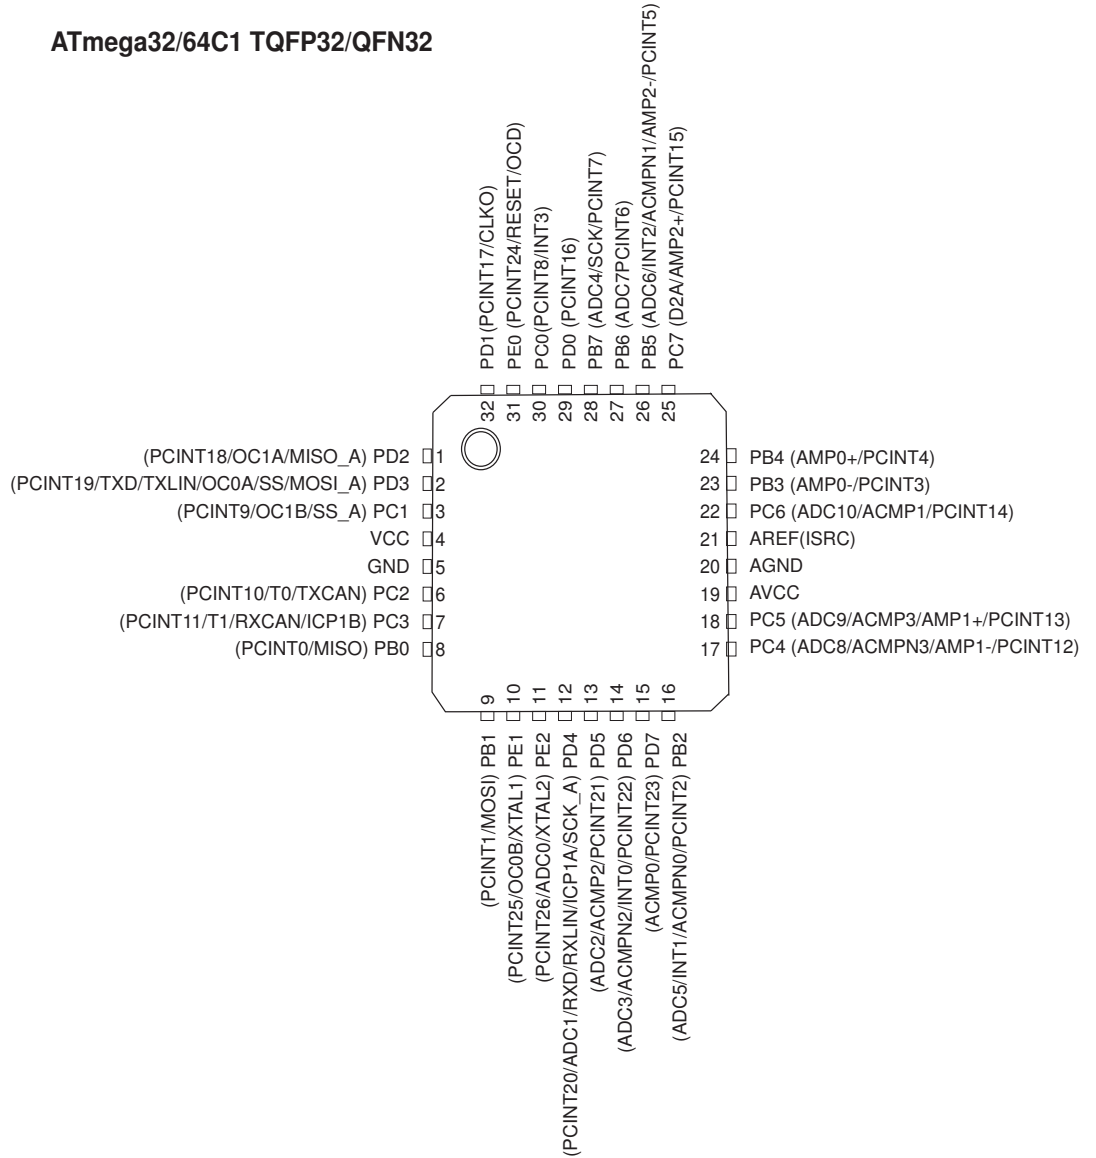 ATmega32/64C1 TQFP32/QFN32
PD1(PCINT17/CLKO)
PE0 (PCINT24/RESET/OCD)
PC0(PCINT8/INT3)
PD0 (PCINT16)
PB7 (ADC4/SCK/PCINT7)
PB6 (ADC7PCINT6)
PB5 (ADC6/INT2/ACMPN1/AMP2-/PCINT5)
PC7 (D2A/AMP2+/PCINT15)
32
31
30
29
28
27
26
25
(PCINT18/OC1A/MISO_A) PD2 1
(PCINT19/TXD/TXLIN/OC0A/SS/MOSI_A) PD3 2
(PCINT9/OC1B/SS_A) PC1 3
VCC 4
GND 5
(PCINT10/T0/TXCAN) PC2 6
(PCINT11/T1/RXCAN/ICP1B) PC3 7
(PCINT0/MISO) PB0 8
24 PB4 (AMP0+/PCINT4)
23 PB3 (AMP0-/PCINT3)
22 PC6 (ADC10/ACMP1/PCINT14)
21 AREF(ISRC)
20 AGND
19 AVCC
18 PC5 (ADC9/ACMP3/AMP1+/PCINT13)
17 PC4 (ADC8/ACMPN3/AMP1-/PCINT12)
9
10
11
12
13
14
15
16
(PCINT1/MOSI) PB1
(PCINT25/OC0B/XTAL1) PE1
(PCINT26/ADC0/XTAL2) PE2
(PCINT20/ADC1/RXD/RXLIN/ICP1A/SCK_A) PD4
(ADC2/ACMP2/PCINT21) PD5
(ADC3/ACMPN2/INT0/PCINT22) PD6
(ACMP0/PCINT23) PD7
(ADC5/INT1/ACMPN0/PCINT2) PB2